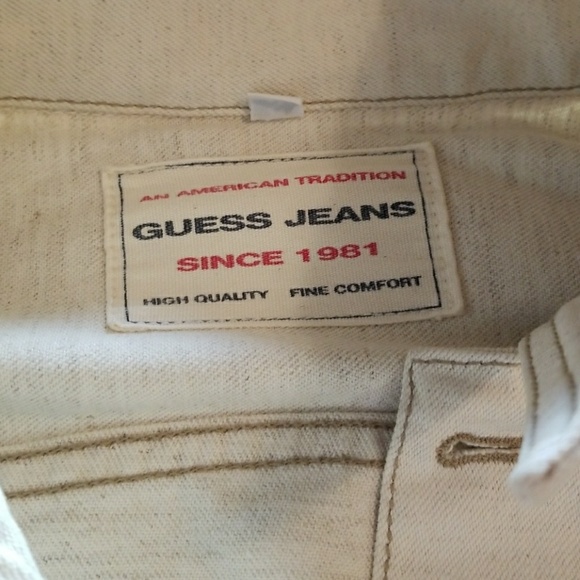 AN AMERICAN TRADITION
GUESS JEANS
SINCE 1981
HIGH QUALITY FINE COMFORT